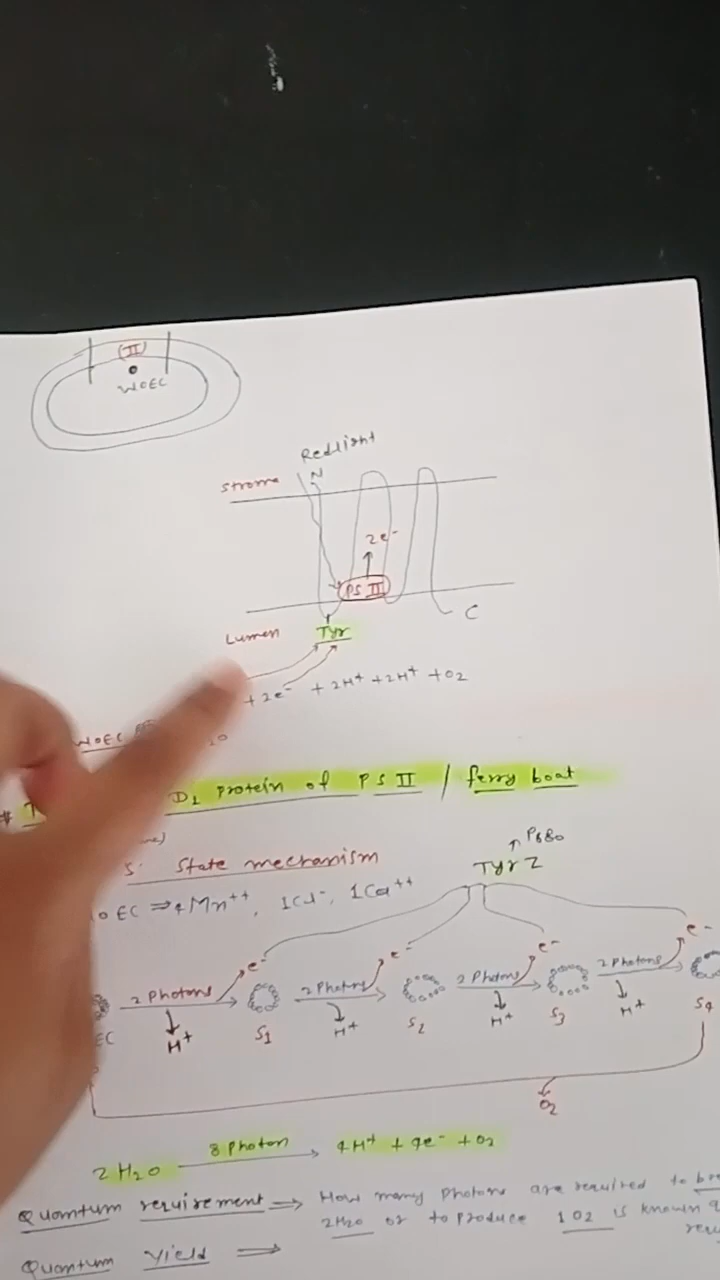 (II)
WOEC
Redlight
Stroma
N
2e-
PS II
C
Lumen
Tyr
+ 2e- + 2H+ + 2H+ + O2
WOEC
# T
D1 protein of PS II / ferry boat
P680
S- State mechanism
Tyr Z
OEC ⇒ 4Mn++, 1Cl-, 1Ca++
e- e- e- e-
2 Photons 2 Photons 2 Photons 2 Photons
EC H+ S1 H+ S2 H+ S3 H+ S4
O2
2H2O 8 Photon → 4H+ + 4e- + O2
Quantum requirement ⇒ How many Photons are required to
2H2O or to produce 1O2 is known
Quantum Yield ⇒